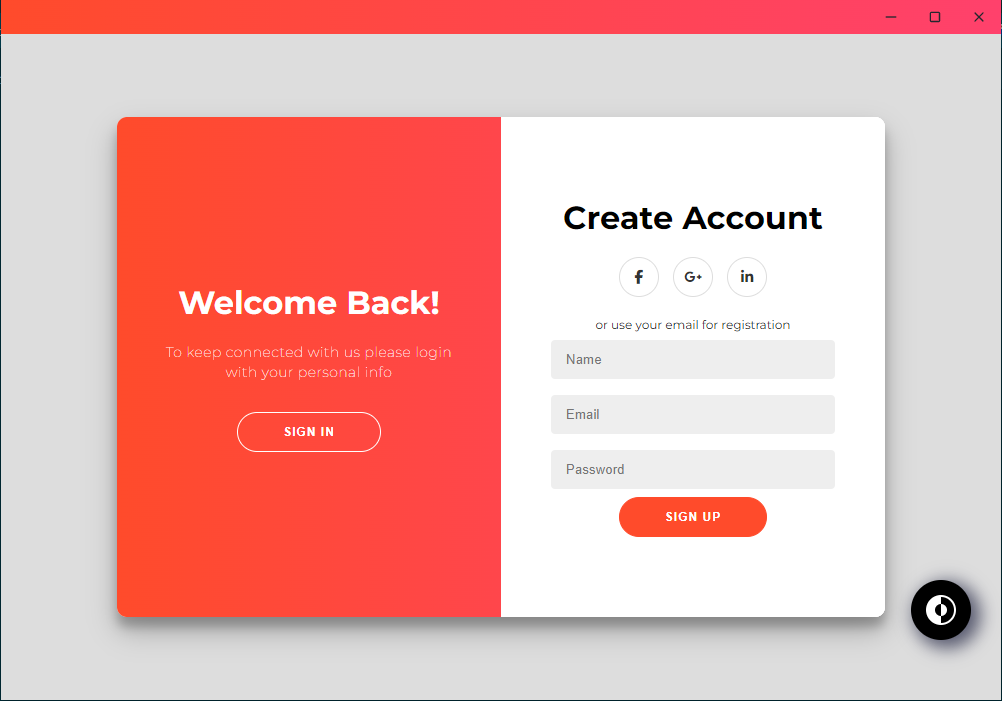 Welcome Back!
To keep connected with us please login
with your personal info
SIGN IN
Create Account
f G+ in
or use your email for registration
Name
Email
Password
SIGN UP